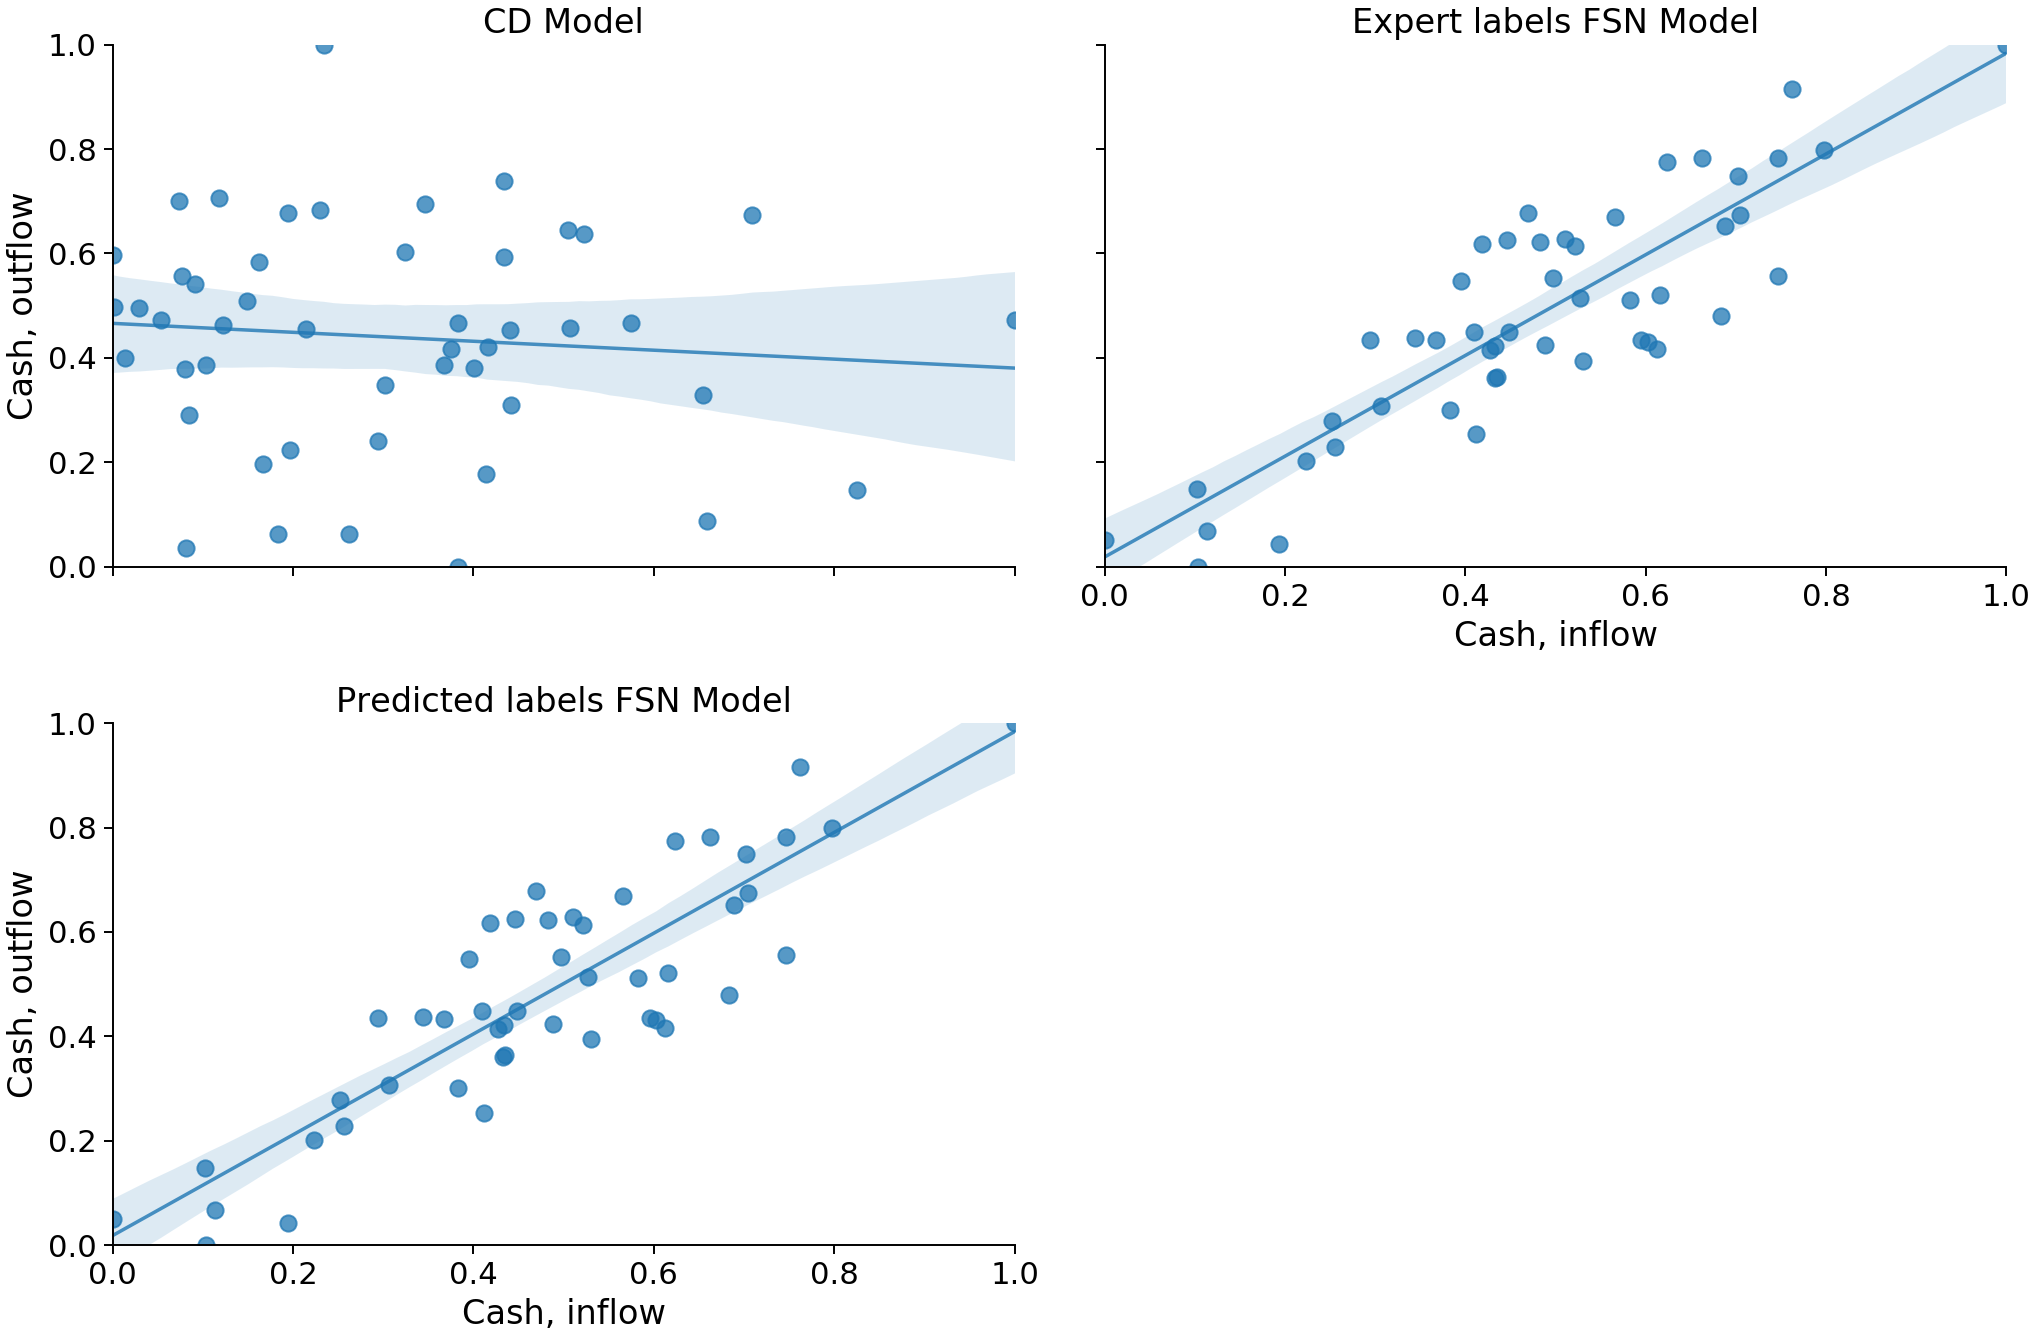 CD Model
Expert labels FSN Model
1.0
0.8
0.6
0.4
0.2
0.0
Cash, outflow
0.0 0.2 0.4 0.6 0.8 1.0
Cash, inflow
Predicted labels FSN Model
1.0
0.8
0.6
0.4
0.2
0.0
Cash, outflow
0.0 0.2 0.4 0.6 0.8 1.0
Cash, inflow